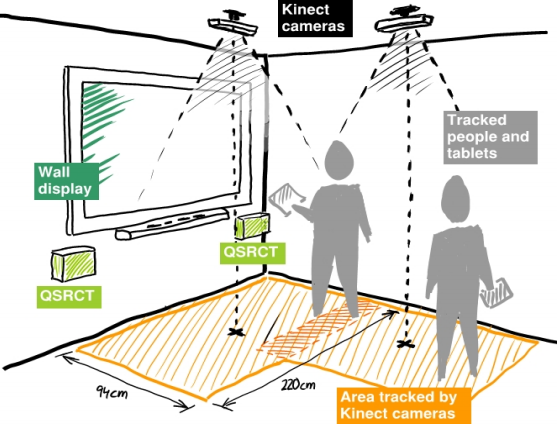 Kinect
cameras
Tracked
people and
tablets
Wall
display
QSRCT
QSRCT
94cm
220cm
Area tracked by
Kinect cameras